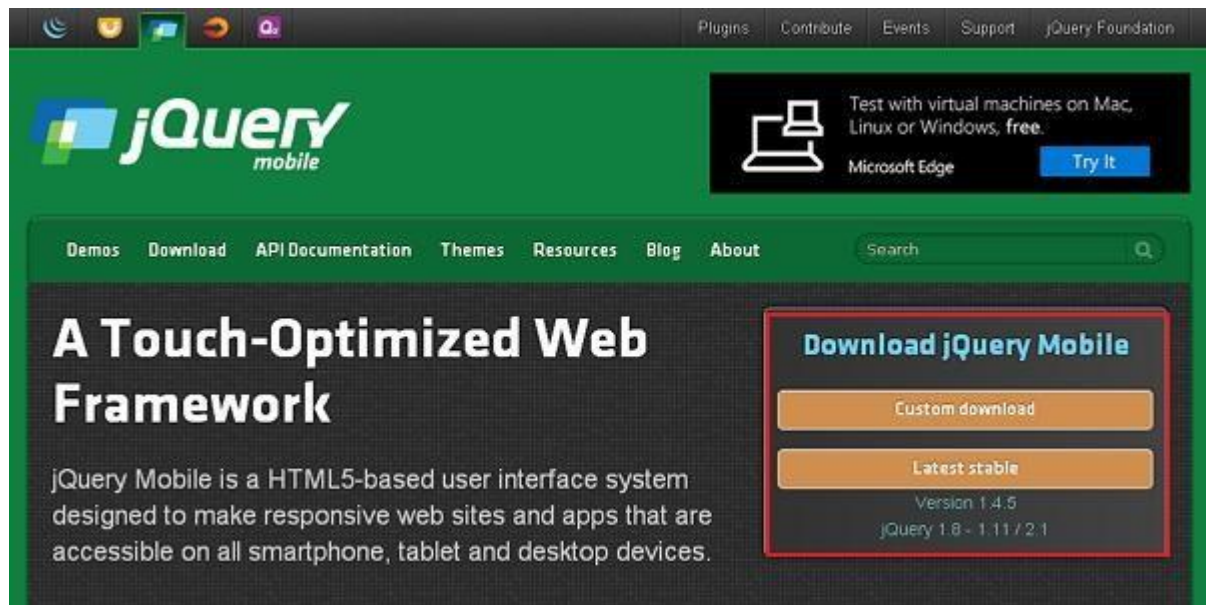 Plugins Contribute Events Support jQuery Foundation
jQuery
mobile
Test with virtual machines on Mac,
Linux or Windows, free.
Microsoft Edge
Try It
Demos Download API Documentation Themes Resources Blog About Search
A Touch-Optimized Web
Framework
jQuery Mobile is a HTML5-based user interface system
designed to make responsive web sites and apps that are
accessible on all smartphone, tablet and desktop devices.
Download jQuery Mobile
Custom download
Latest stable
Version 1.4.5
jQuery 1.8 - 1.11 / 2.1